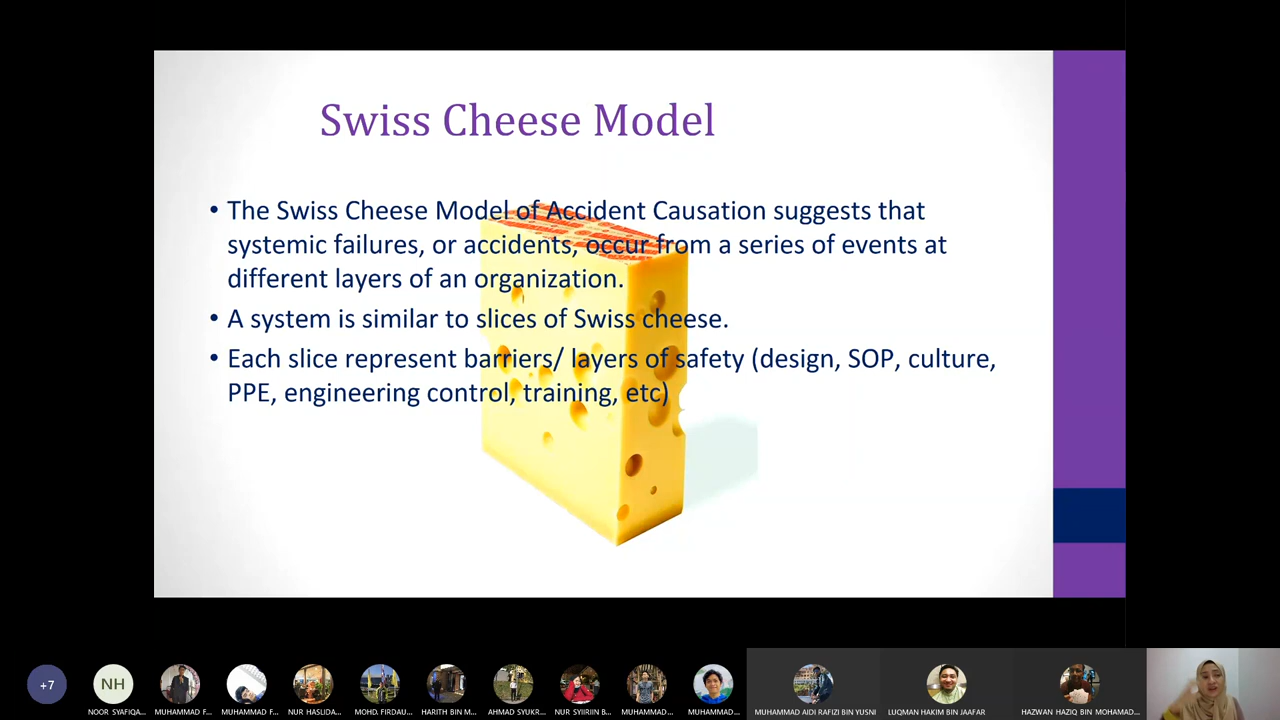 Swiss Cheese Model
• The Swiss Cheese Model of Accident Causation suggests that
systemic failures, or accidents, occur from a series of events at
different layers of an organization.
• A system is similar to slices of Swiss cheese.
• Each slice represent barriers/ layers of safety (design, SOP, culture,
PPE, engineering control, training, etc)
+7
NH
NOOR SYAFIQA...
MUHAMMAD F...
MUHAMMAD F...
NUR HASLIDA...
MOHD. FIRDAU...
HARITH BIN M...
AHMAD SYUKR...
NUR SYIIRIIN B...
MUHAMMAD...
MUHAMMAD...
MUHAMMAD AIDI RAFIZI BIN YUSNI
LUQMAN HAKIM BIN JAAFAR
HAZWAN HAZIQ BIN MOHAMAD...